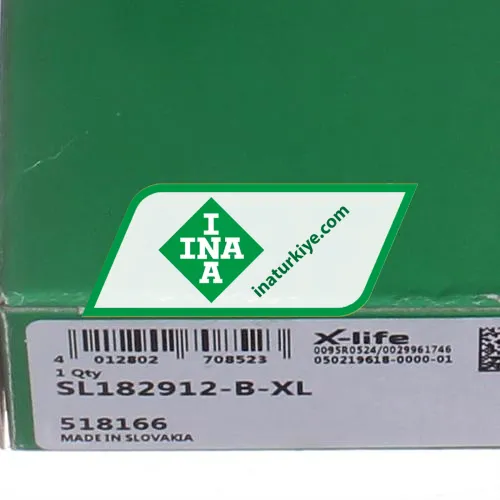 I
INA
A
inaturkiye.com
X-life
4 012802 708523
0095R0524/0029961746
050219618-0000-01
1 Qty
SL182912-B-XL
518166
MADE IN SLOVAKIA